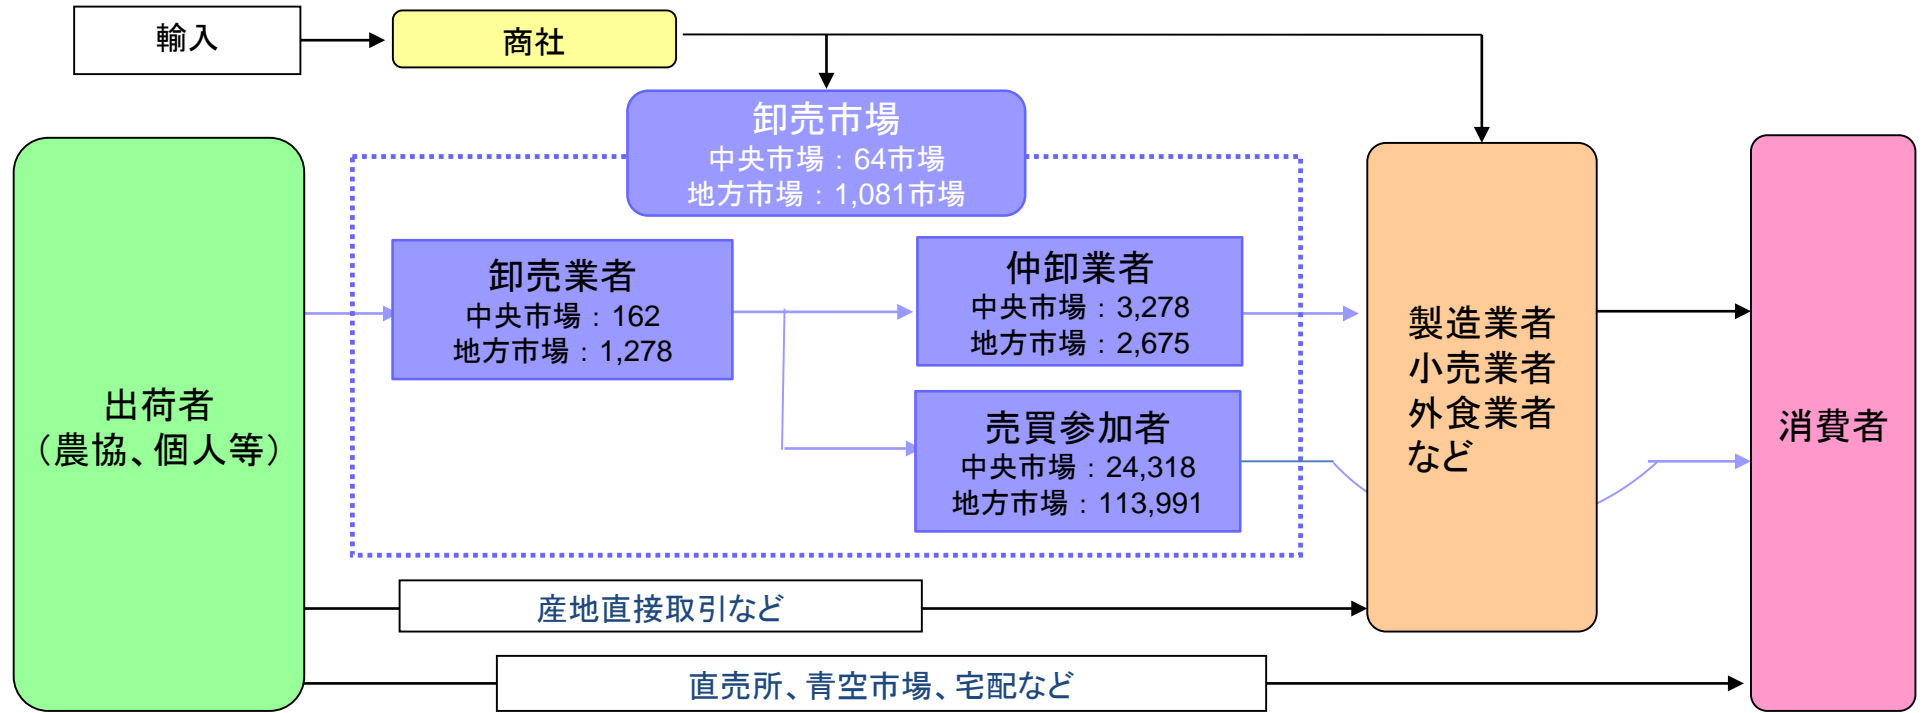 輸入
商社
卸売市場
中央市場：64市場
地方市場：1,081市場
出荷者
（農協、個人等）
卸売業者
中央市場：162
地方市場：1,278
仲卸業者
中央市場：3,278
地方市場：2,675
売買参加者
中央市場：24,318
地方市場：113,991
製造業者
小売業者
外食業者
など
消費者
産地直接取引など
直売所、青空市場、宅配など